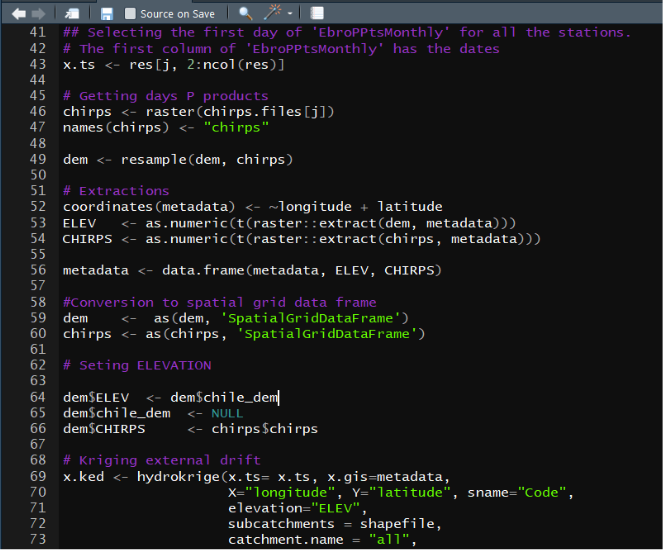 Source on Save
41 ## Selecting the first day of 'EbroPPtsMonthly' for all the stations.
42 # The first column of 'EbroPPtsMonthly' has the dates
43 x.ts <- res[j, 2:ncol(res)]
44
45 # Getting days P products
46 chirps <- raster(chirps.files[j])
47 names(chirps) <- "chirps"
48
49 dem <- resample(dem, chirps)
50
51 # Extractions
52 coordinates(metadata) <- ~longitude + latitude
53 ELEV   <- as.numeric(t(raster::extract(dem, metadata)))
54 CHIRPS <- as.numeric(t(raster::extract(chirps, metadata)))
55
56 metadata <- data.frame(metadata, ELEV, CHIRPS)
57
58 #Conversion to spatial grid data frame
59 dem    <-  as(dem, 'SpatialGridDataFrame')
60 chirps <- as(chirps, 'SpatialGridDataFrame')
61
62 # Seting ELEVATION
63
64 dem$ELEV  <- dem$chile_dem
65 dem$chile_dem  <- NULL
66 dem$CHIRPS     <- chirps$chirps
67
68 # Kriging external drift
69 x.ked <- hydrokrige(x.ts= x.ts, x.gis=metadata,
70                     X="longitude", Y="latitude", sname="Code",
71                     elevation="ELEV",
72                     subcatchments = shapefile,
73                     catchment.name = "all",